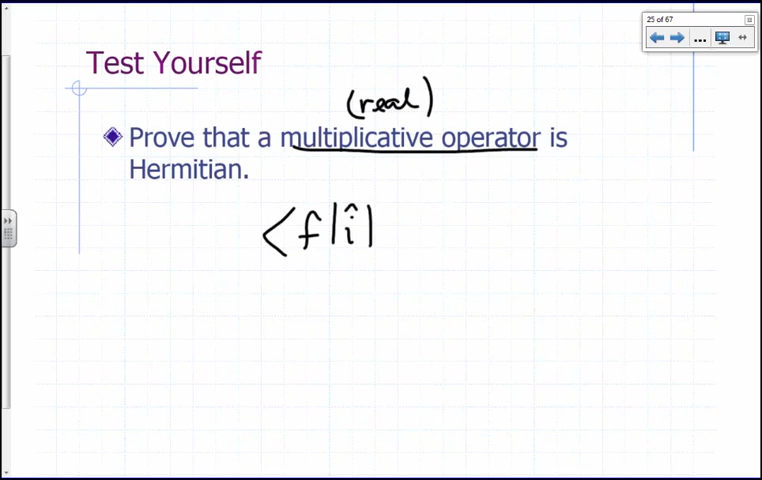 25 of 67
...
Test Yourself
(real)
Prove that a multiplicative operator is
Hermitian.
<f|î|